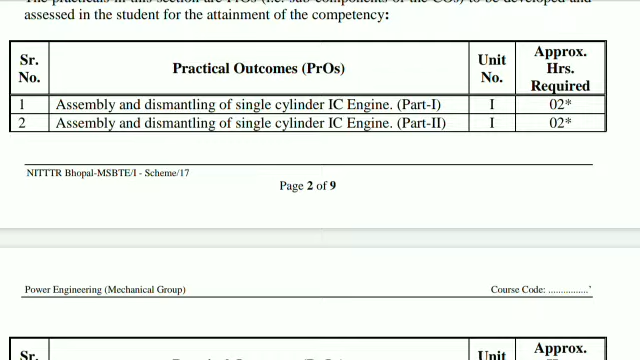 assessed in the student for the attainment of the competency:
Sr. No. Practical Outcomes (PrOs) Unit No. Approx. Hrs. Required
1 Assembly and dismantling of single cylinder IC Engine. (Part-I) I 02*
2 Assembly and dismantling of single cylinder IC Engine. (Part-II) I 02*
NITTTR Bhopal-MSBTE/I - Scheme/17
Page 2 of 9
Power Engineering (Mechanical Group) Course Code: ................'
Sr. Unit Approx.